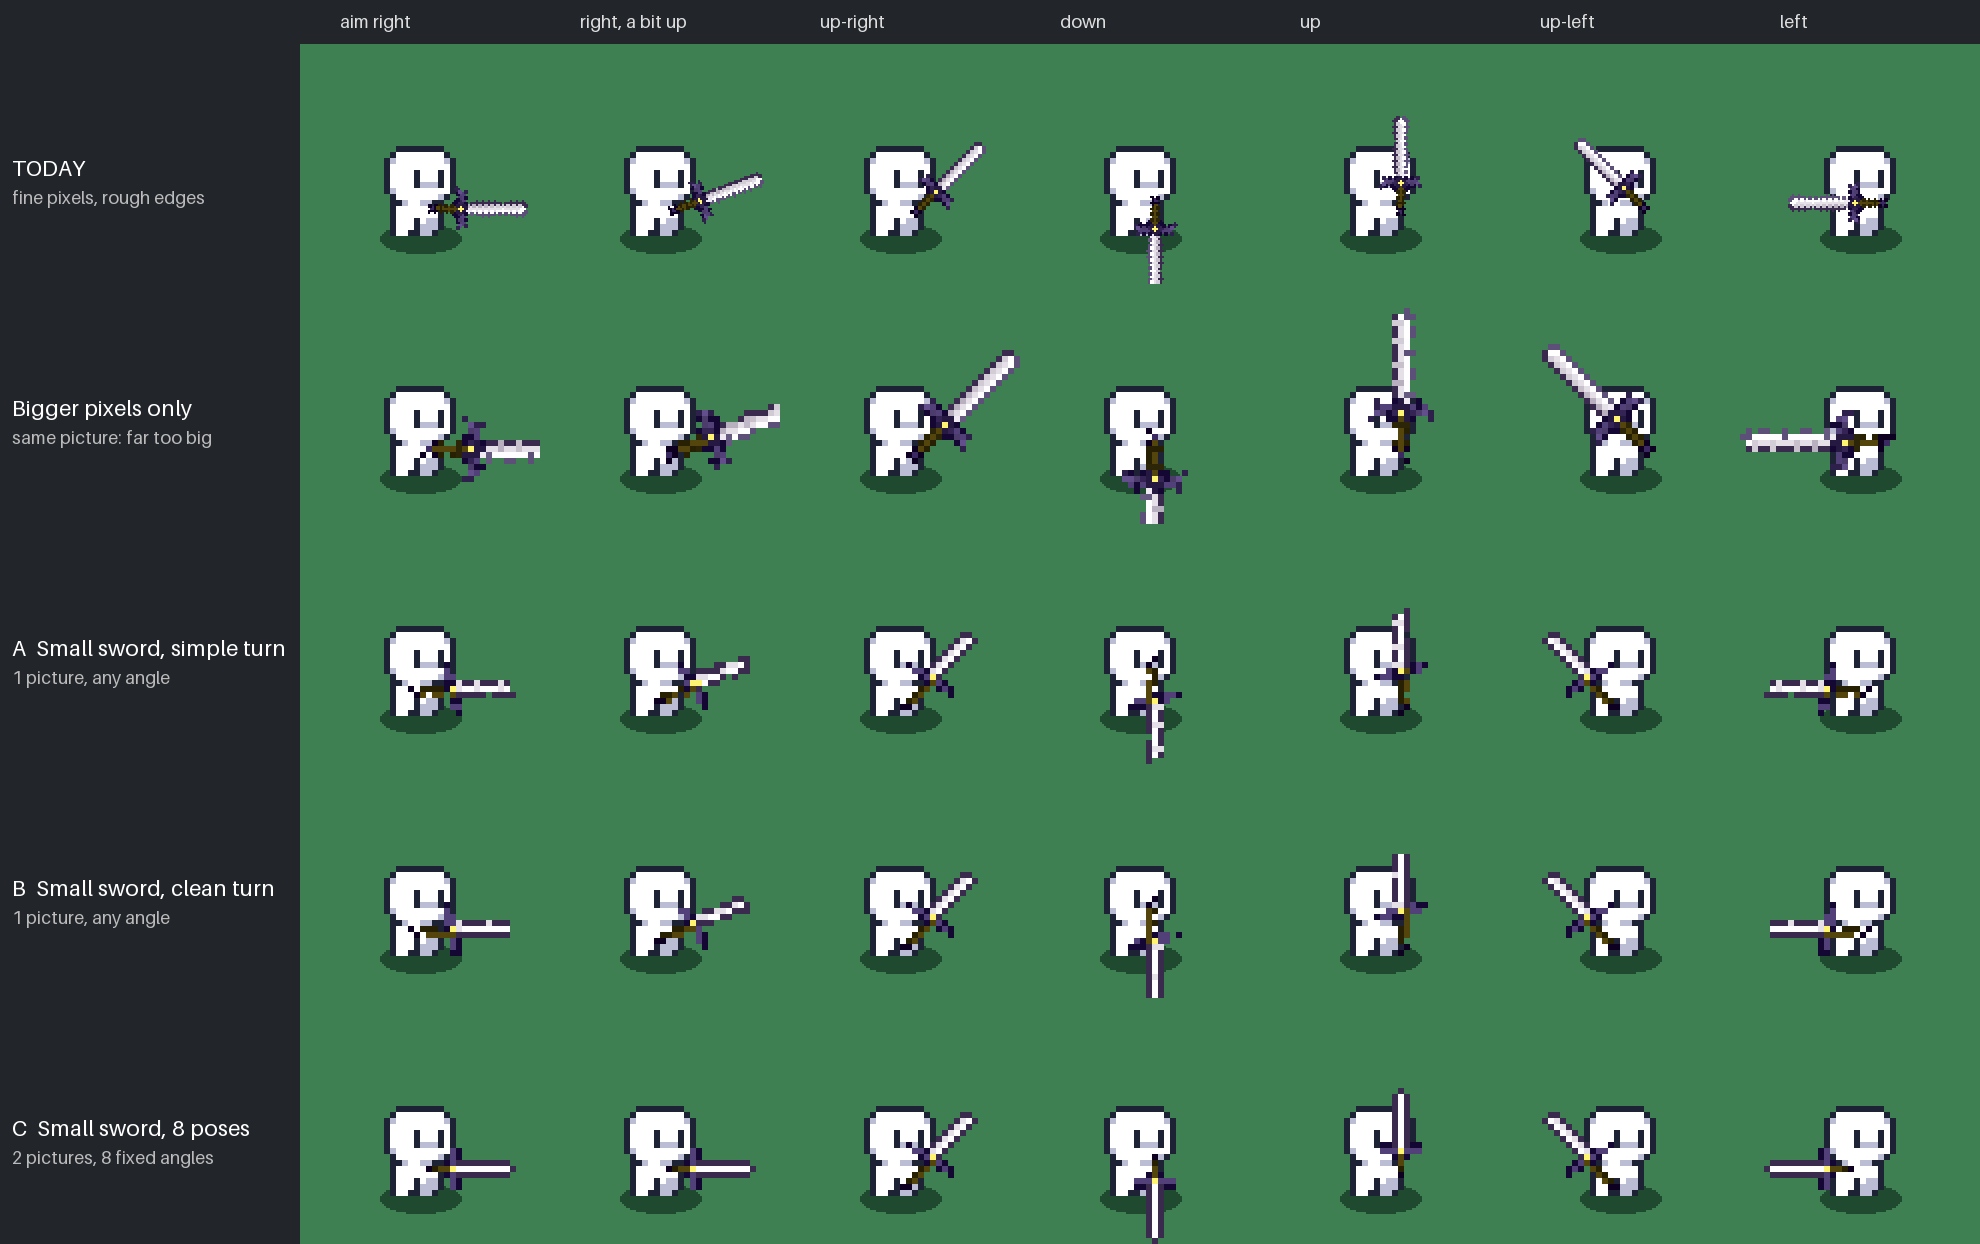 aim right
right, a bit up
up-right
down
up
up-left
left
TODAY
fine pixels, rough edges
Bigger pixels only
same picture: far too big
A Small sword, simple turn
1 picture, any angle
B Small sword, clean turn
1 picture, any angle
C Small sword, 8 poses
2 pictures, 8 fixed angles